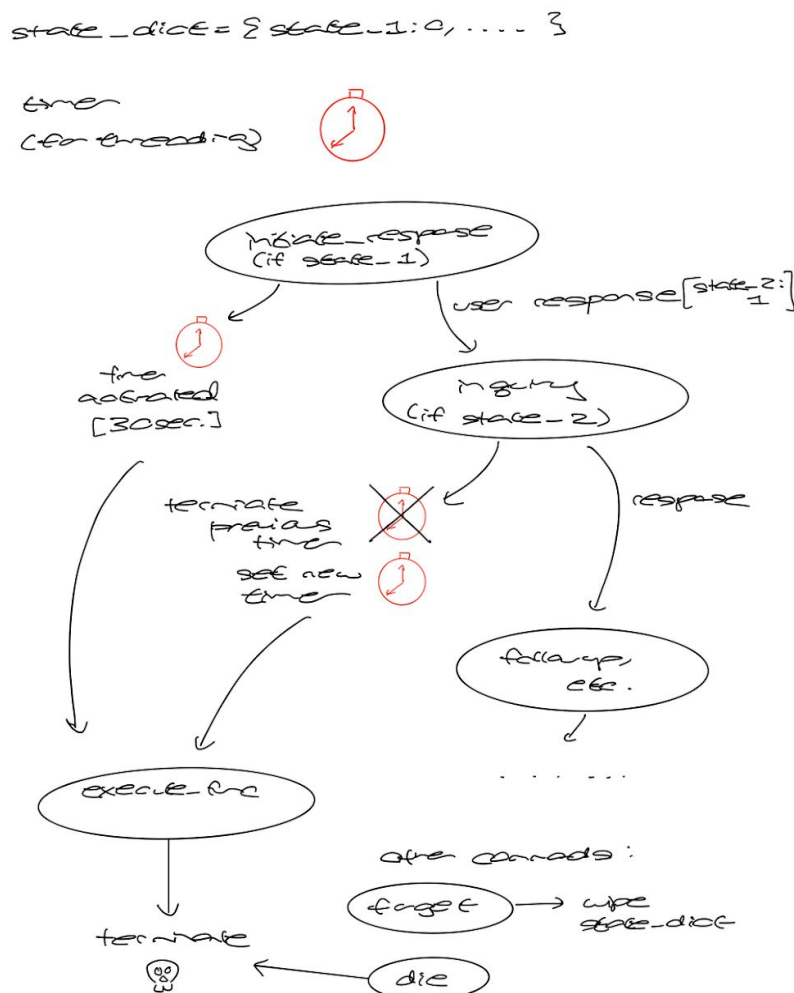 state_dict = { state_1: 0, ..... }
timer
(for threading)
initiate_response
(if state_1)
user response [state_2:
1]
timer
activated
[30sec.]
inquiry
(if state_2)
terminate
previous
timer
set new
timer
response
followup,
etc.
. . . . . .
execute_func
other commands:
forget
wipe
state_dict
terminate
die